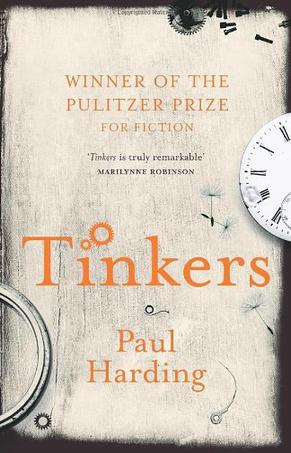 WINNER OF THE
PULITZER PRIZE
FOR FICTION
'Tinkers is truly remarkable'
MARILYNNE ROBINSON
Tinkers
Paul
Harding